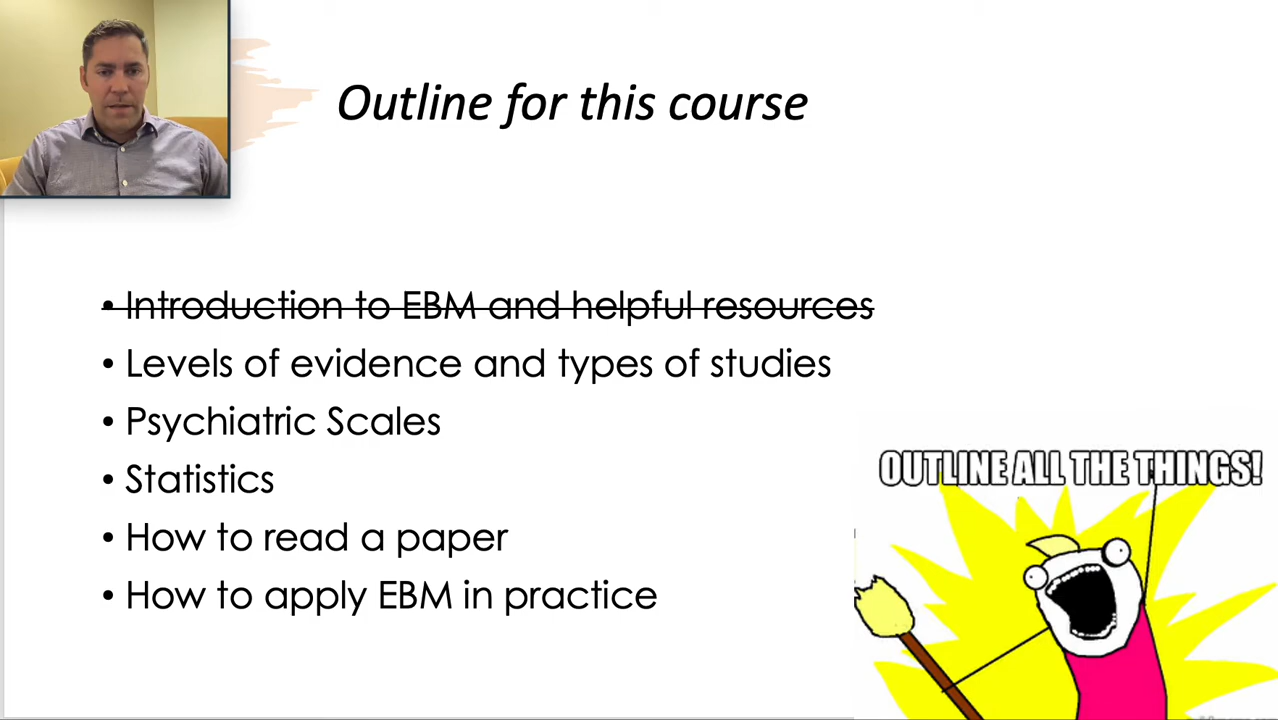 Outline for this course
• Introduction to EBM and helpful resources
• Levels of evidence and types of studies
• Psychiatric Scales
• Statistics
• How to read a paper
• How to apply EBM in practice
OUTLINE ALL THE THINGS!